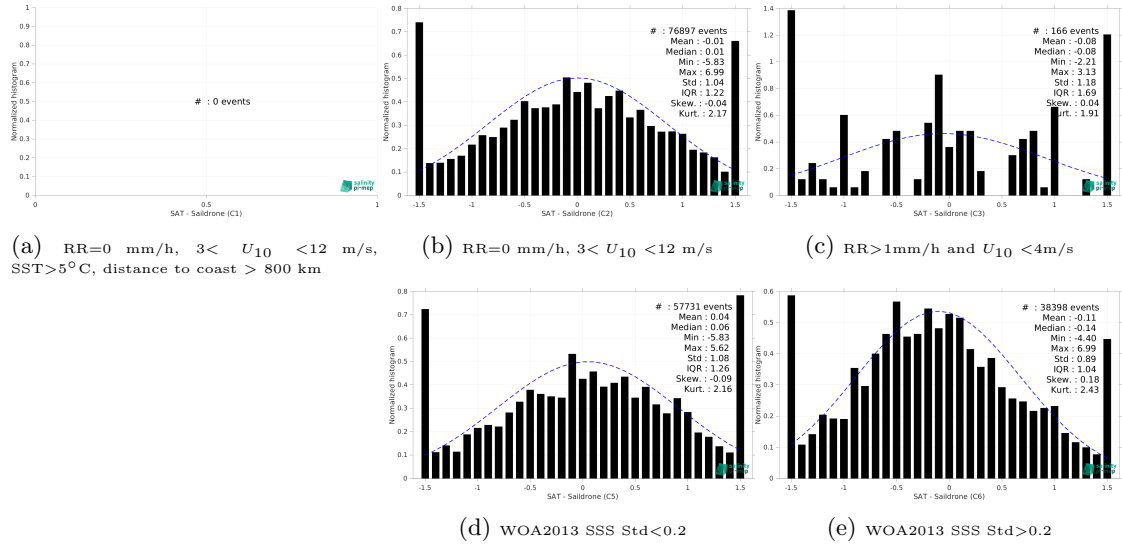 1
0.9
0.8
0.7
0.6
0.5
0.4
0.3
0.2
0.1
0
Normalized histogram
# : 0 events
0
0.5
1
SAT - Saildrone (C1)
salinity
pi-mep
(a) RR=0 mm/h, 3< U10 <12 m/s,
SST>5°C, distance to coast > 800 km
0.8
0.7
0.6
0.5
0.4
0.3
0.2
0.1
0
Normalized histogram
# : 76897 events
Mean : -0.01
Median : 0.01
Min : -5.83
Max : 6.99
Std : 1.04
IQR : 1.22
Skew. : -0.04
Kurt. : 2.17
-1.5
-1
-0.5
0
0.5
1
1.5
SAT - Saildrone (C2)
salinity
pi-mep
(b) RR=0 mm/h, 3< U10 <12 m/s
1.4
1.2
1
0.8
0.6
0.4
0.2
0
Normalized histogram
# : 166 events
Mean : -0.08
Median : -0.08
Min : -2.21
Max : 3.13
Std : 1.18
IQR : 1.69
Skew. : 0.04
Kurt. : 1.91
-1.5
-1
-0.5
0
0.5
1
1.5
SAT - Saildrone (C3)
salinity
pi-mep
(c) RR>1mm/h and U10 <4m/s
0.8
0.7
0.6
0.5
0.4
0.3
0.2
0.1
0
Normalized histogram
# : 57731 events
Mean : 0.04
Median : 0.06
Min : -5.83
Max : 5.62
Std : 1.08
IQR : 1.26
Skew. : -0.09
Kurt. : 2.16
-1.5
-1
-0.5
0
0.5
1
1.5
SAT - Saildrone (C5)
salinity
pi-mep
(d) WOA2013 SSS Std<0.2
0.6
0.5
0.4
0.3
0.2
0.1
0
Normalized histogram
# : 38398 events
Mean : -0.11
Median : -0.14
Min : -4.40
Max : 6.99
Std : 0.89
IQR : 1.04
Skew. : 0.18
Kurt. : 2.43
-1.5
-1
-0.5
0
0.5
1
1.5
SAT - Saildrone (C6)
salinity
pi-mep
(e) WOA2013 SSS Std>0.2